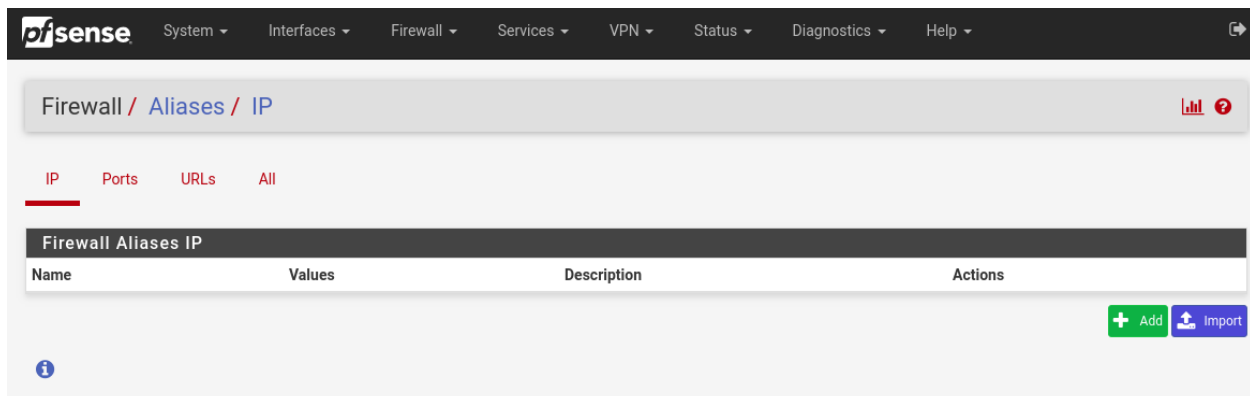 pfsense System Interfaces Firewall Services VPN Status Diagnostics Help
Firewall / Aliases / IP
IP Ports URLs All
Firewall Aliases IP
Name Values Description Actions
Add Import